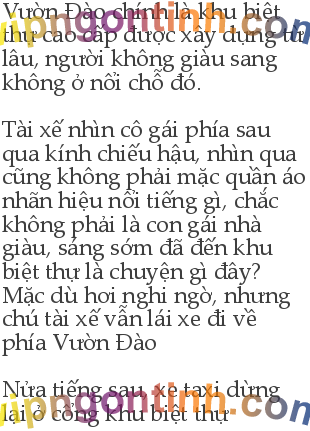 Vườn Đào chính là khu biệt
thự cao cấp được xây dựng từ
lâu, người không giàu sang
không ở nổi chỗ đó.
Tài xế nhìn cô gái phía sau
qua kính chiếu hậu, nhìn qua
cũng không phải mặc quần áo
nhãn hiệu nổi tiếng gì, chắc
không phải là con gái nhà
giàu, sáng sớm đã đến khu
biệt thự là chuyện gì đây?
Mặc dù hơi nghi ngờ, nhưng
chú tài xế vẫn lái xe đi về
phía Vườn Đào
Nửa tiếng sau, xe taxi dừng
lại ở cổng khu biệt thự